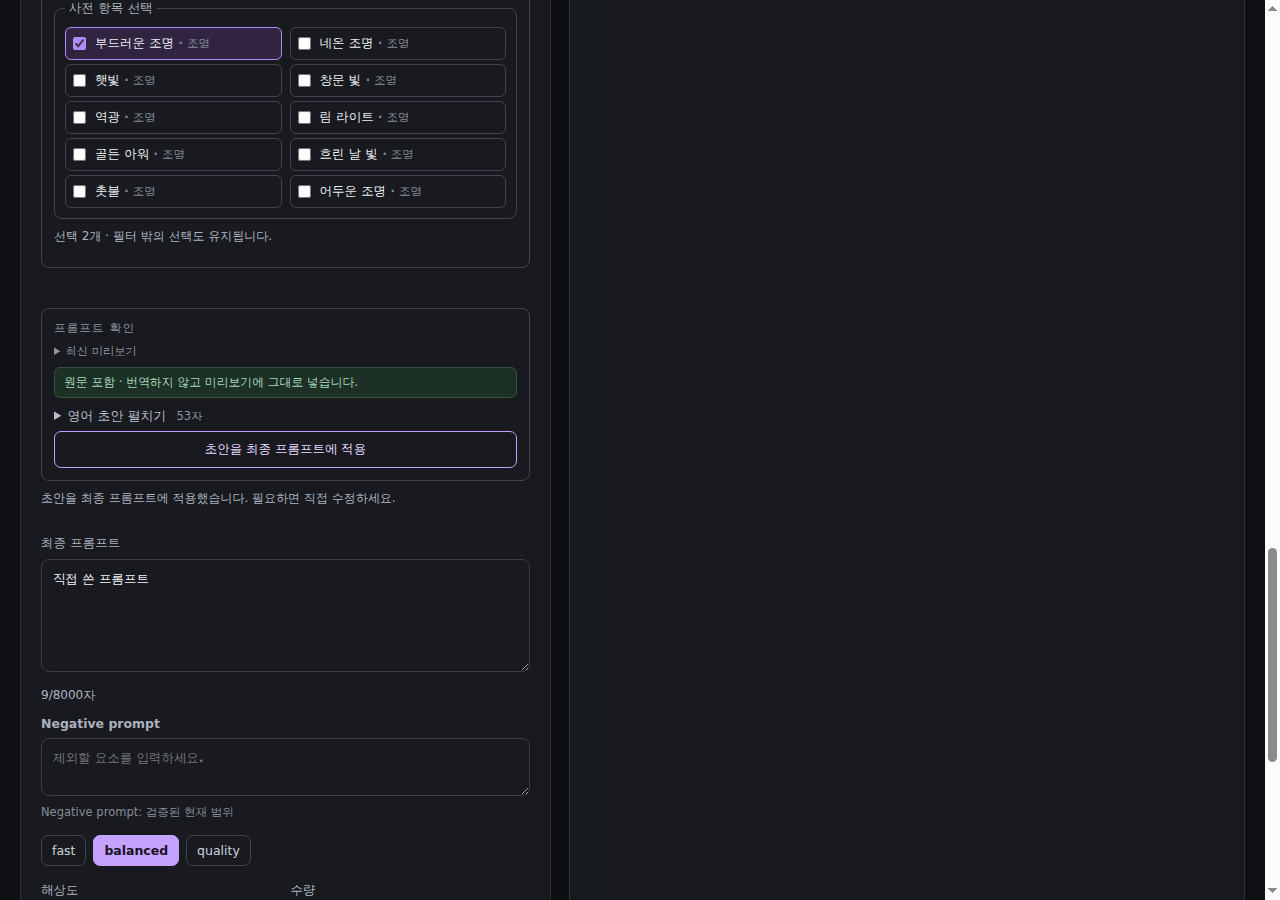 사전 항목 선택
부드러운 조명 · 조명
네온 조명 · 조명
햇빛 · 조명
창문 빛 · 조명
역광 · 조명
림 라이트 · 조명
골든 아워 · 조명
흐린 날 빛 · 조명
촛불 · 조명
어두운 조명 · 조명
선택 2개 · 필터 밖의 선택도 유지됩니다.
프롬프트 확인
▶ 최신 미리보기
원문 포함 · 번역하지 않고 미리보기에 그대로 넣습니다.
▶ 영어 초안 펼치기 53자
초안을 최종 프롬프트에 적용
초안을 최종 프롬프트에 적용했습니다. 필요하면 직접 수정하세요.
최종 프롬프트
직접 쓴 프롬프트
9/8000자
Negative prompt
제외할 요소를 입력하세요.
Negative prompt: 검증된 현재 범위
fast
balanced
quality
해상도
수량